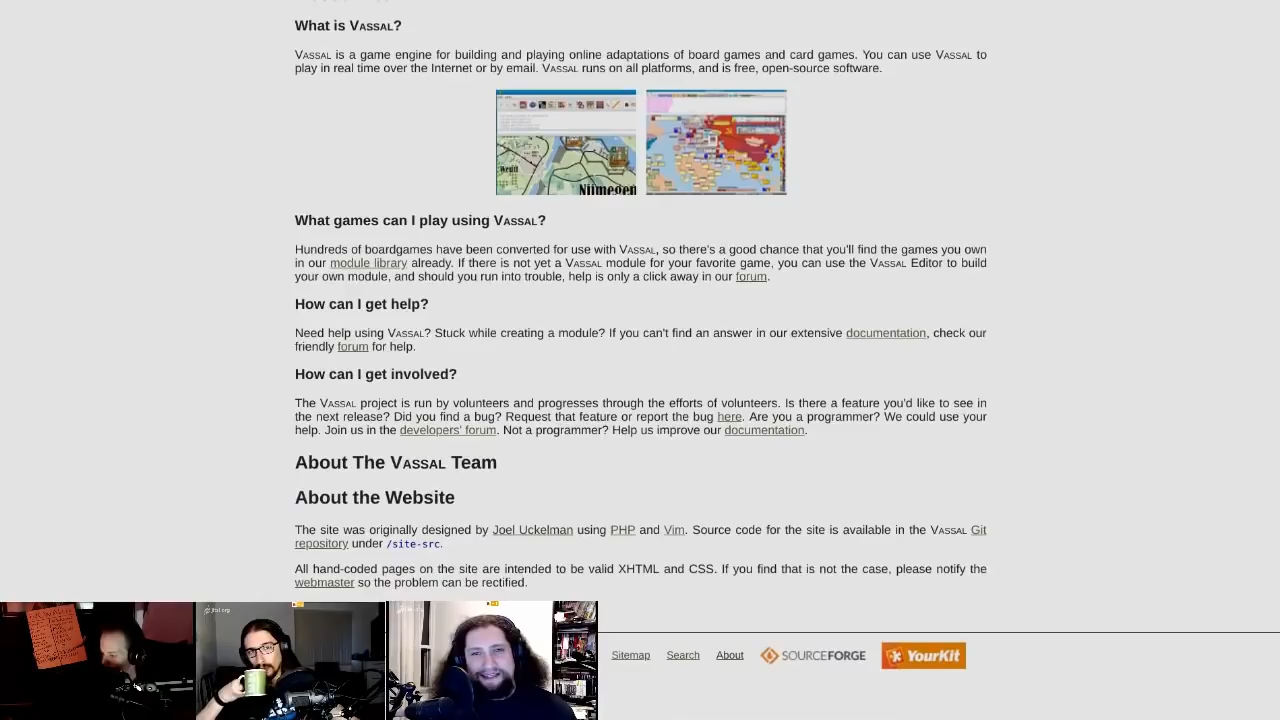 What is VASSAL?
VASSAL is a game engine for building and playing online adaptations of board games and card games. You can use VASSAL to
play in real time over the Internet or by email. VASSAL runs on all platforms, and is free, open-source software.
Nijmegen
What games can I play using VASSAL?
Hundreds of boardgames have been converted for use with VASSAL, so there's a good chance that you'll find the games you own
in our module library already. If there is not yet a VASSAL module for your favorite game, you can use the VASSAL Editor to build
your own module, and should you run into trouble, help is only a click away in our forum.
How can I get help?
Need help using VASSAL? Stuck while creating a module? If you can't find an answer in our extensive documentation, check our
friendly forum for help.
How can I get involved?
The VASSAL project is run by volunteers and progresses through the efforts of volunteers. Is there a feature you'd like to see in
the next release? Did you find a bug? Request that feature or report the bug here. Are you a programmer? We could use your
help. Join us in the developers' forum. Not a programmer? Help us improve our documentation.
About The VASSAL Team
About the Website
The site was originally designed by Joel Uckelman using PHP and Vim. Source code for the site is available in the VASSAL Git
repository under /site-src.
All hand-coded pages on the site are intended to be valid XHTML and CSS. If you find that is not the case, please notify the
webmaster so the problem can be rectified.
Sitemap Search About SOURCEFORGE YourKit